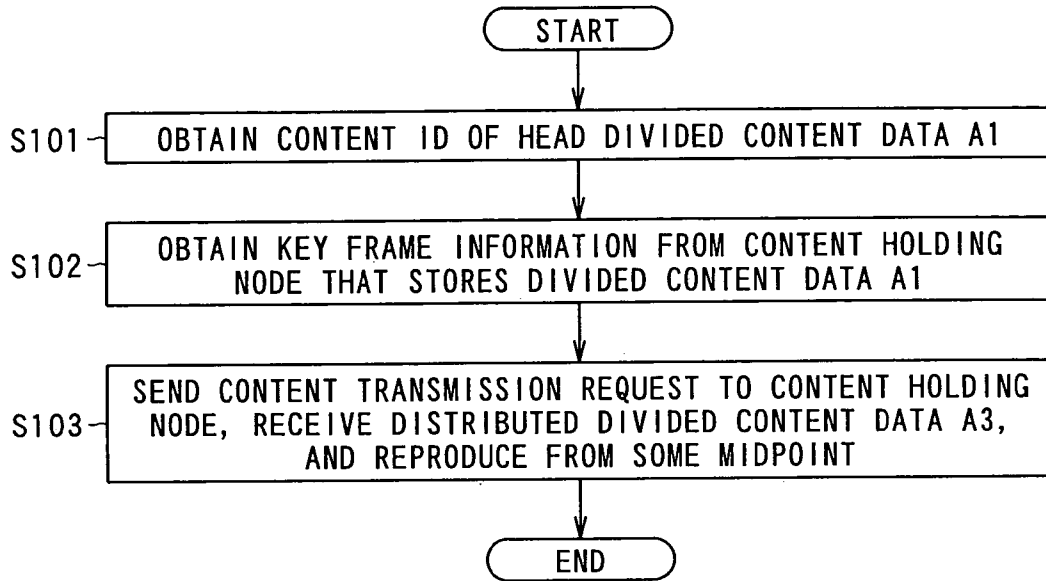 START
S101
OBTAIN CONTENT ID OF HEAD DIVIDED CONTENT DATA A1
S102
OBTAIN KEY FRAME INFORMATION FROM CONTENT HOLDING
NODE THAT STORES DIVIDED CONTENT DATA A1
S103
SEND CONTENT TRANSMISSION REQUEST TO CONTENT HOLDING
NODE, RECEIVE DISTRIBUTED DIVIDED CONTENT DATA A3,
AND REPRODUCE FROM SOME MIDPOINT
END